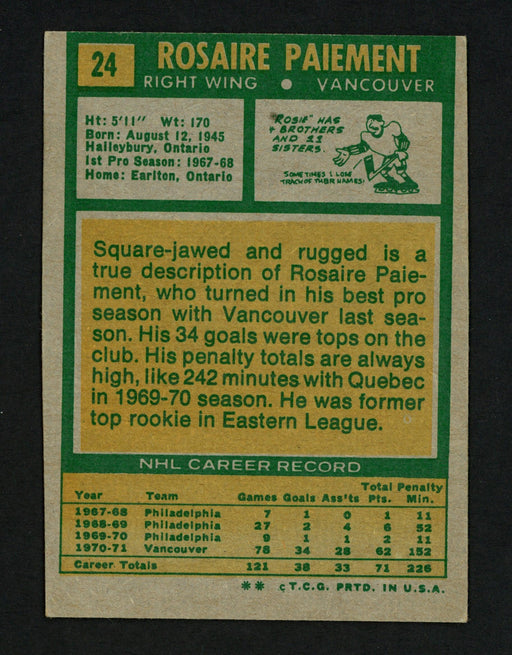 24
ROSAIRE PAIEMENT
RIGHT WING ● VANCOUVER
Ht: 5'11" Wt: 170
Born: August 12, 1945
Haileybury, Ontario
1st Pro Season: 1967-68
Home: Earlton, Ontario
"ROSIE" HAS
4 BROTHERS
AND 11
SISTERS.
SOMETIMES I LOSE
TRACK OF THEIR NAMES!
Square-jawed and rugged is a
true description of Rosaire Paie-
ment, who turned in his best pro
season with Vancouver last sea-
son. His 34 goals were tops on the
club. His penalty totals are always
high, like 242 minutes with Quebec
in 1969-70 season. He was former
top rookie in Eastern League.
NHL CAREER RECORD
Total Penalty
Year Team Games Goals Ass'ts Pts. Min.
1967-68 Philadelphia 7 1 0 1 11
1968-69 Philadelphia 27 2 4 6 52
1969-70 Philadelphia 9 1 1 2 11
1970-71 Vancouver 78 34 28 62 152
Career Totals 121 38 33 71 226
** c T.C.G. PRTD. IN U.S.A.